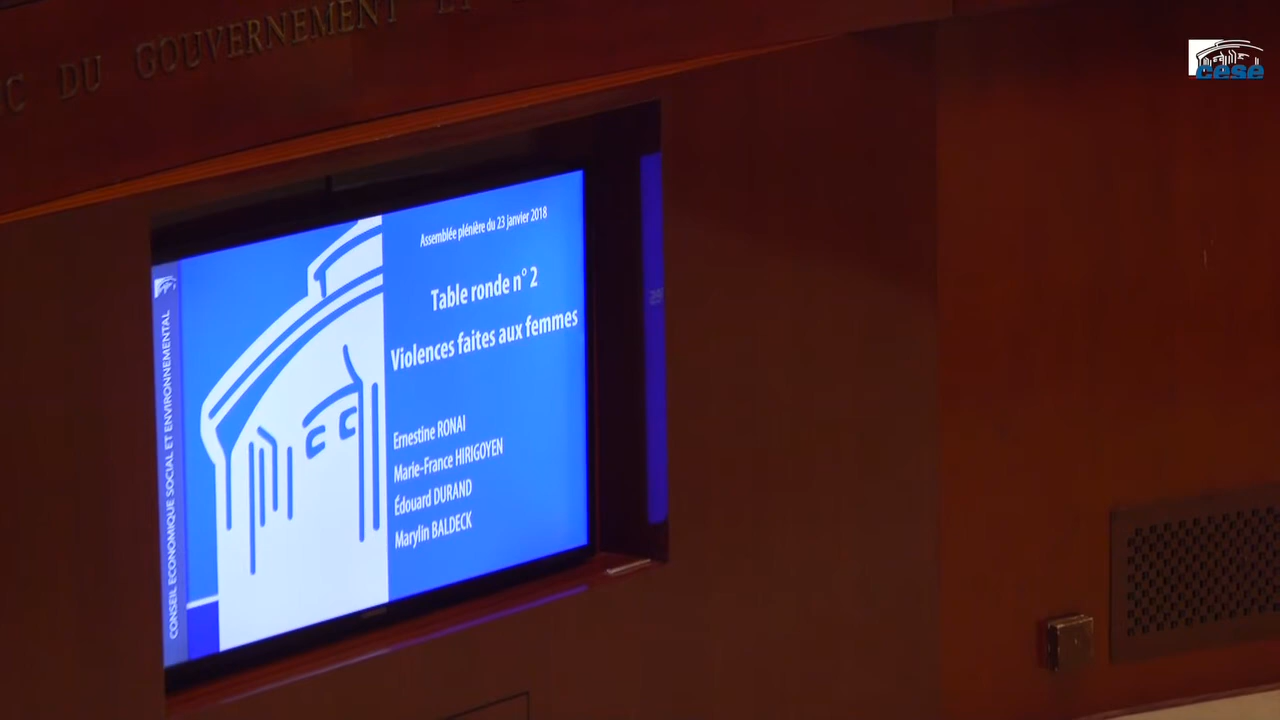 DU GOUVERNEMENT ET
cese
Assemblée plénière du 23 janvier 2018
Table ronde n° 2
Violences faites aux femmes
Ernestine RONAI
Marie-France HIRIGOYEN
Édouard DURAND
Marylin BALDECK
CONSEIL ECONOMIQUE SOCIAL ET ENVIRONNEMENTAL